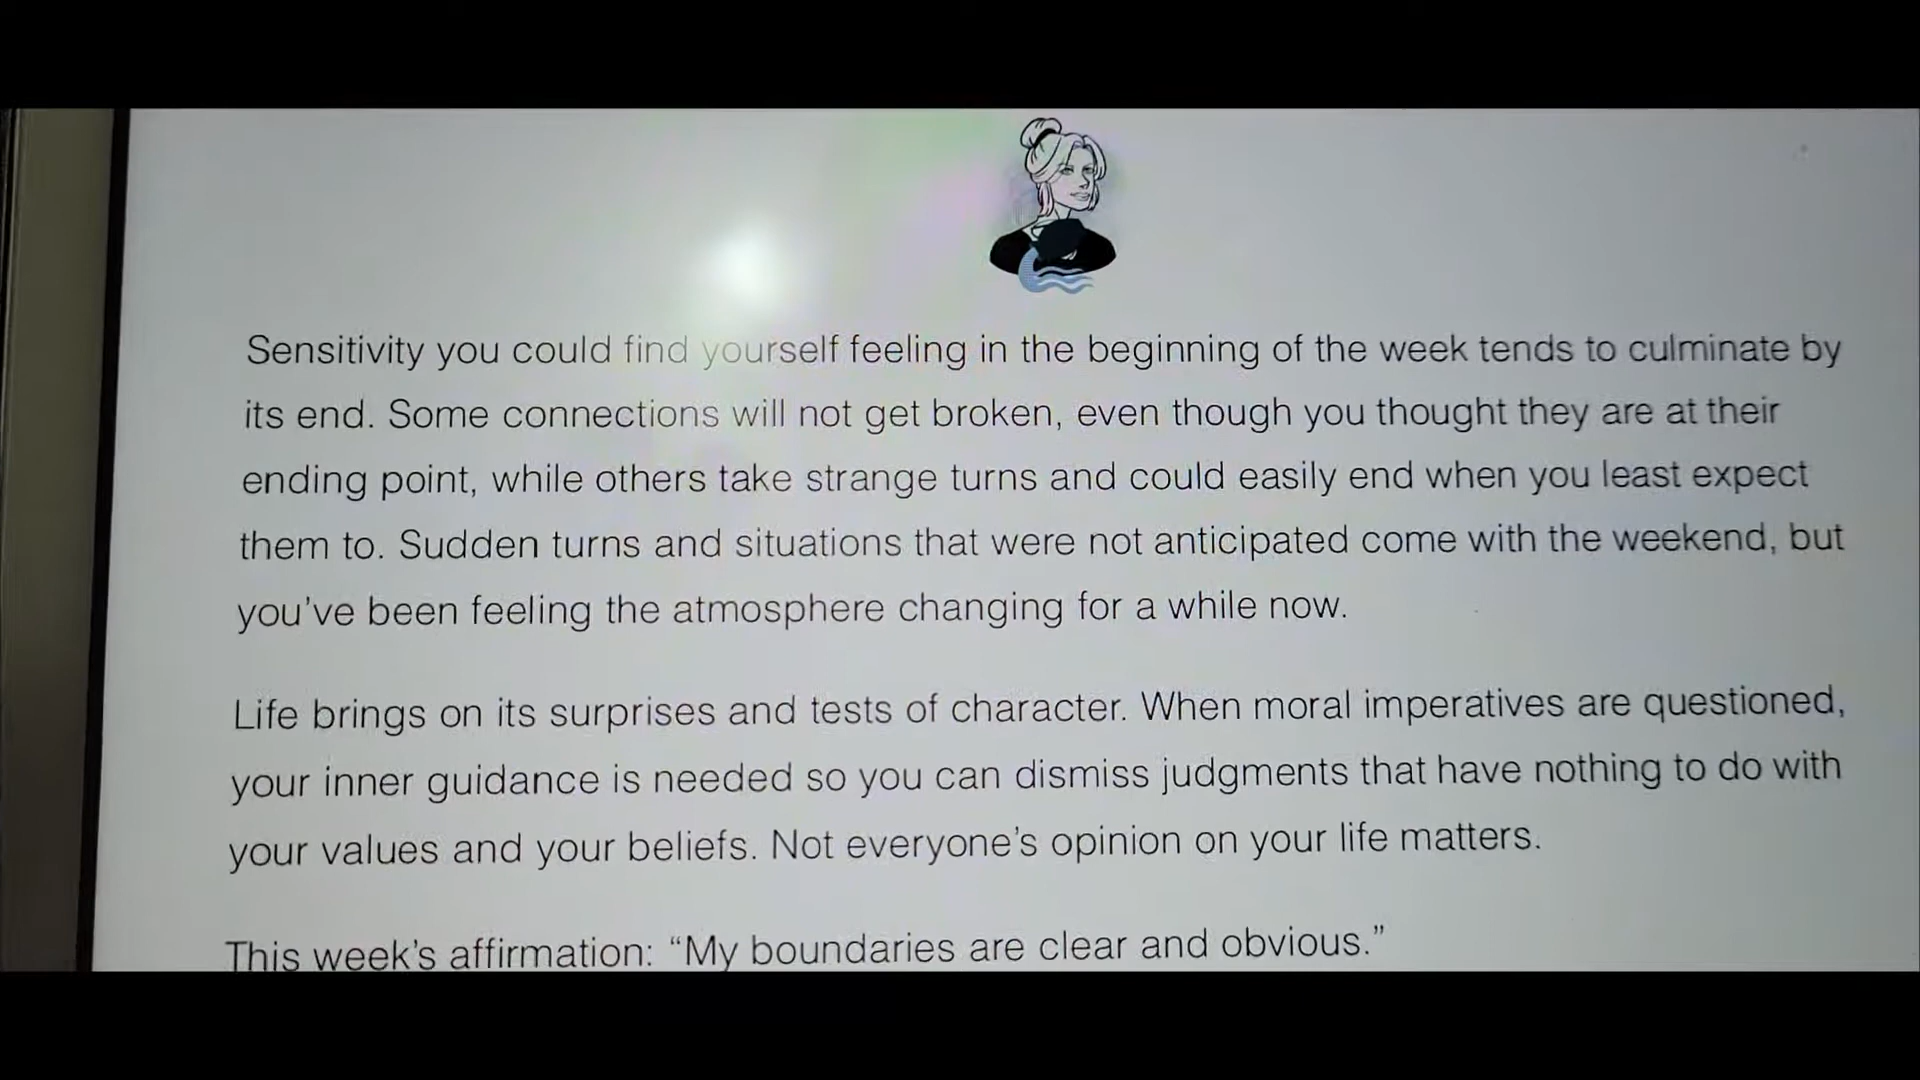 Sensitivity you could find yourself feeling in the beginning of the week tends to culminate by
its end. Some connections will not get broken, even though you thought they are at their
ending point, while others take strange turns and could easily end when you least expect
them to. Sudden turns and situations that were not anticipated come with the weekend, but
you've been feeling the atmosphere changing for a while now.
Life brings on its surprises and tests of character. When moral imperatives are questioned,
your inner guidance is needed so you can dismiss judgments that have nothing to do with
your values and your beliefs. Not everyone's opinion on your life matters.
This week's affirmation: “My boundaries are clear and obvious.”